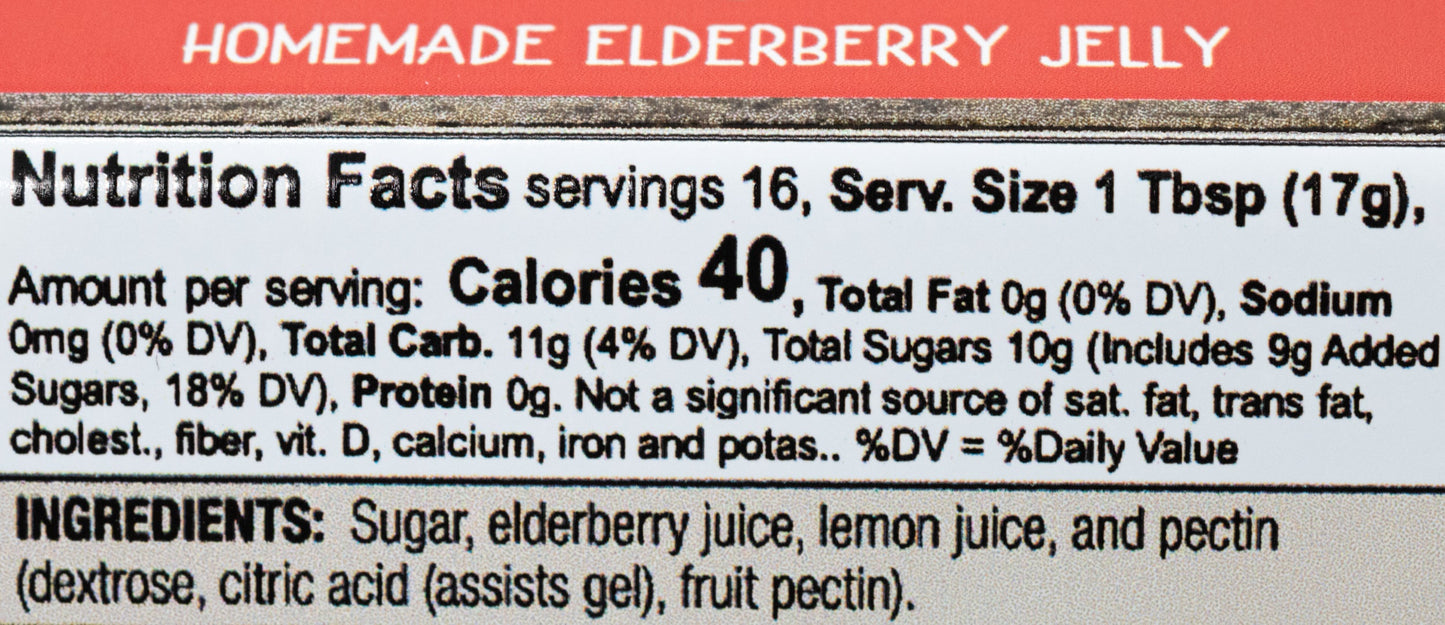 HOMEMADE ELDERBERRY JELLY
Nutrition Facts servings 16, Serv. Size 1 Tbsp (17g),
Amount per serving: Calories 40, Total Fat 0g (0% DV), Sodium
0mg (0% DV), Total Carb. 11g (4% DV), Total Sugars 10g (Includes 9g Added
Sugars, 18% DV), Protein 0g. Not a significant source of sat. fat, trans fat,
cholest., fiber, vit. D, calcium, iron and potas.. %DV = %Daily Value
INGREDIENTS: Sugar, elderberry juice, lemon juice, and pectin
(dextrose, citric acid (assists gel), fruit pectin).